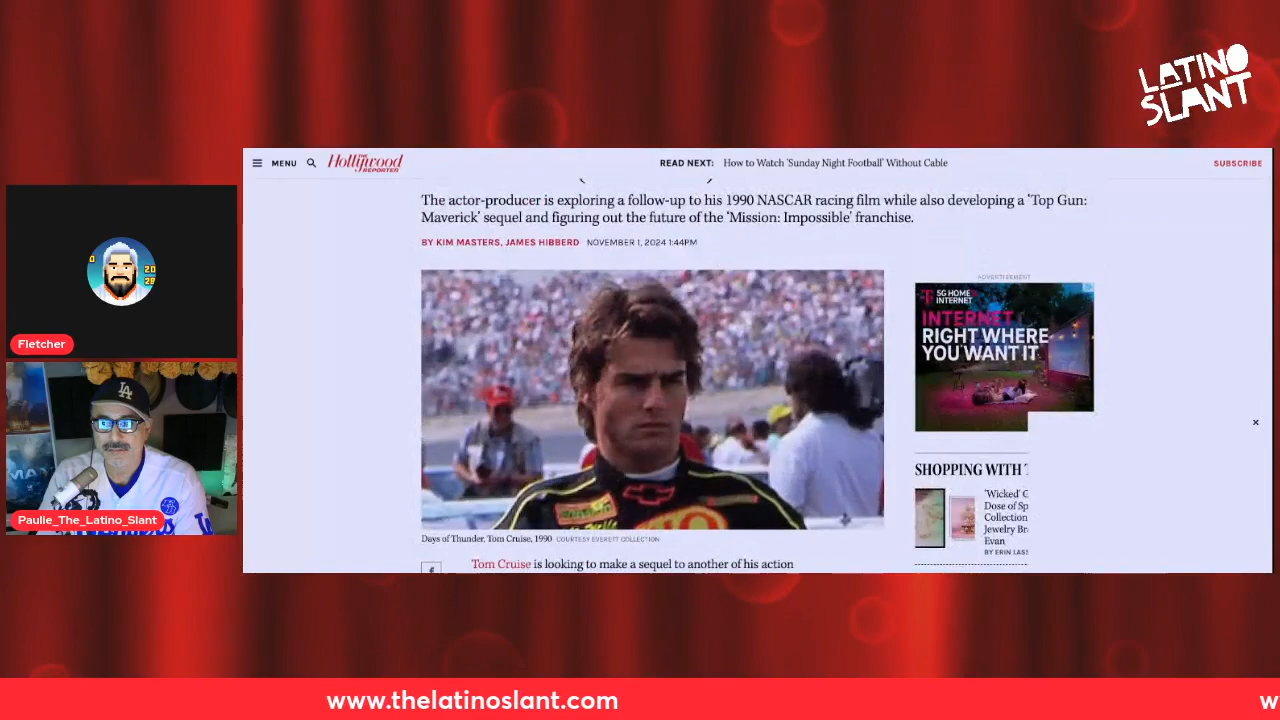 LATINO
SLANT
MENU
The Hollywood
REPORTER
READ NEXT: How to Watch 'Sunday Night Football' Without Cable
SUBSCRIBE
The actor-producer is exploring a follow-up to his 1990 NASCAR racing film while also developing a 'Top Gun:
Maverick' sequel and figuring out the future of the 'Mission: Impossible' franchise.
BY KIM MASTERS, JAMES HIBBERD NOVEMBER 1, 2024 1:44PM
ADVERTISEMENT
5G HOME
INTERNET
INTERNET
RIGHT WHERE
YOU WANT IT
SHOPPING WITH
'Wicked'
Dose of Sp
Collection
Jewelry Br
Evan
BY ERIN LAS
Days of Thunder, Tom Cruise, 1990 COURTESY EVERETT COLLECTION
Tom Cruise is looking to make a sequel to another of his action
Fletcher
LA
Paulie_The_Latino_Slant
www.thelatinoslant.com
w